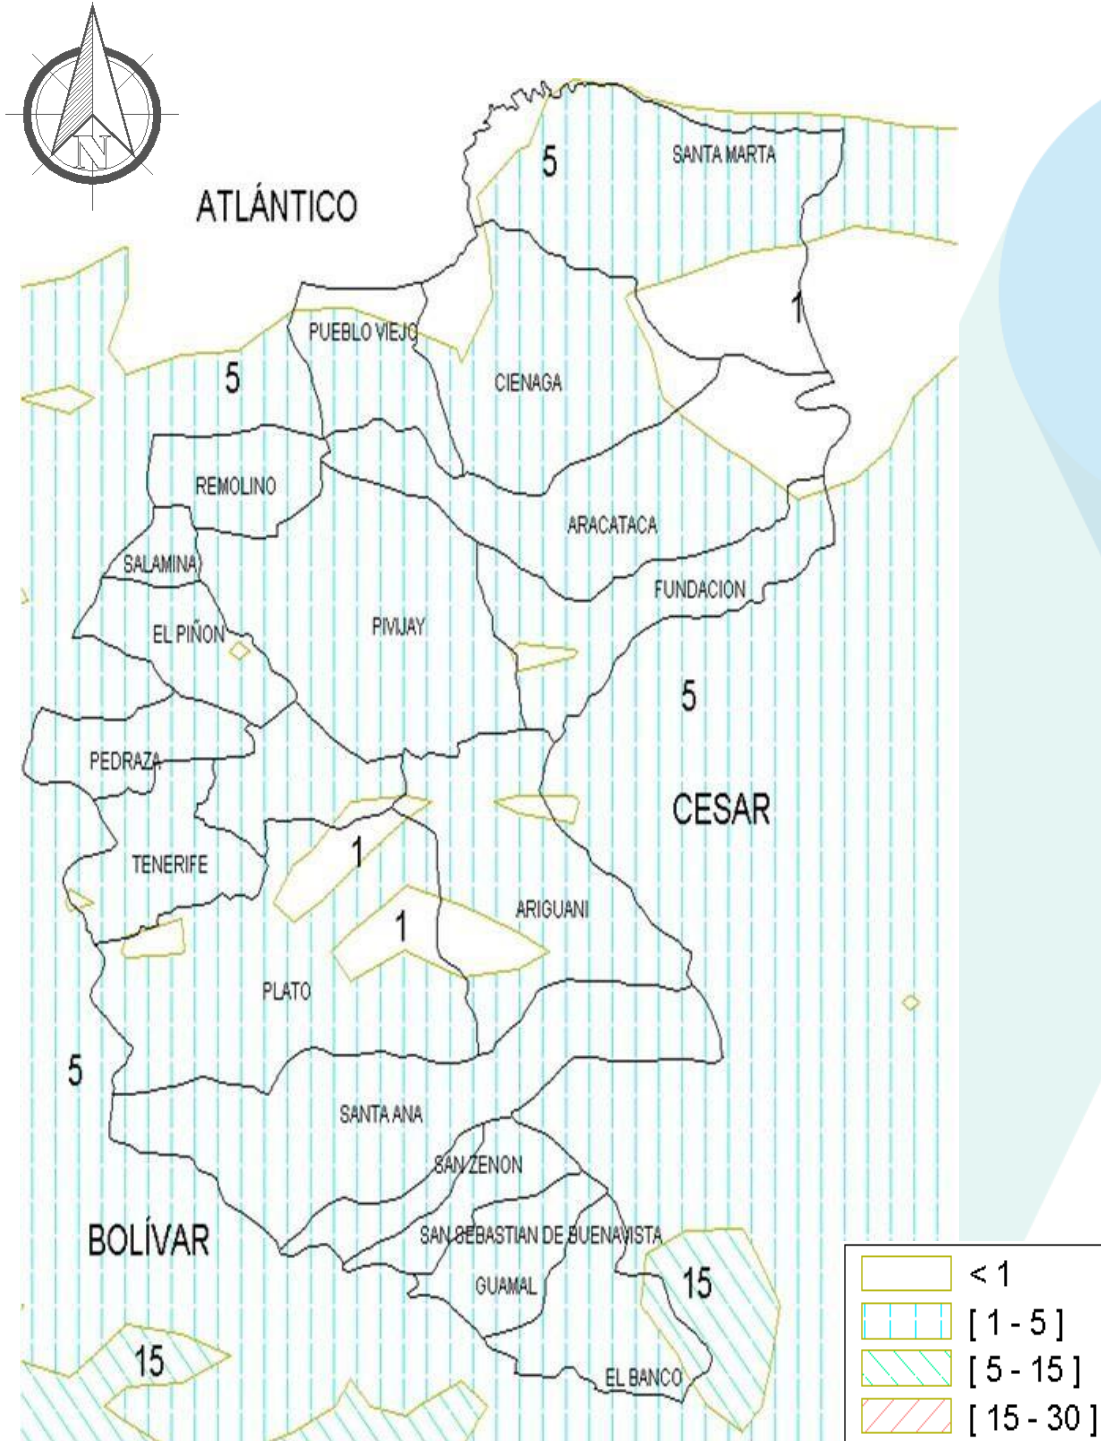 N
5
SANTA MARTA
ATLÁNTICO
1
PUEBLO VIEJO
5
CIENAGA
REMOLINO
ARACATACA
SALAMINA
FUNDACION
PIVIJAY
EL PIÑON
5
PEDRAZA
CESAR
1
TENERIFE
ARIGUANI
1
PLATO
5
SANTA ANA
SAN ZENON
BOLÍVAR
SAN SEBASTIAN DE BUENAVISTA
GUAMAL
15
15
EL BANCO
< 1
[ 1 - 5 ]
[ 5 - 15 ]
[ 15 - 30 ]